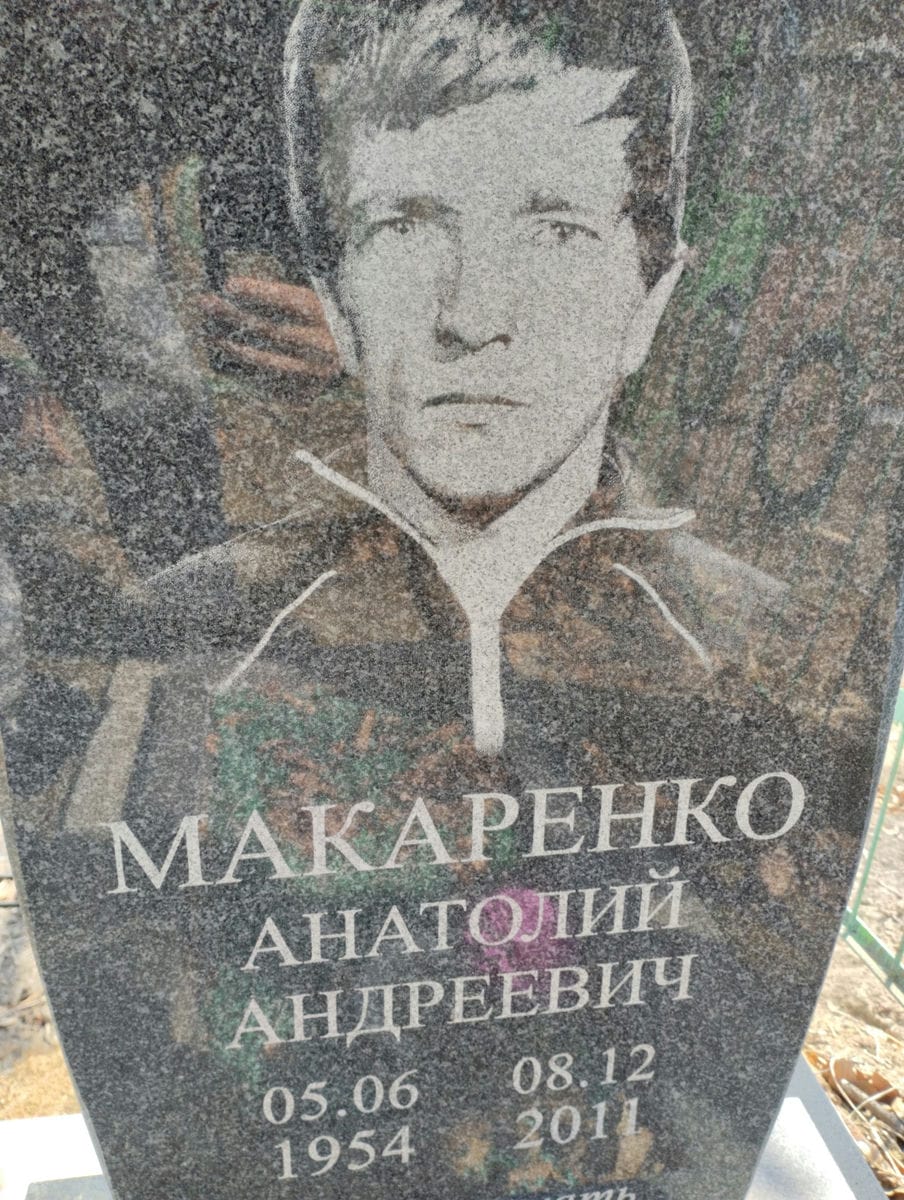 МАКАРЕНКО
АНАТОЛИЙ
АНДРЕЕВИЧ
05.06 08.12
1954 2011